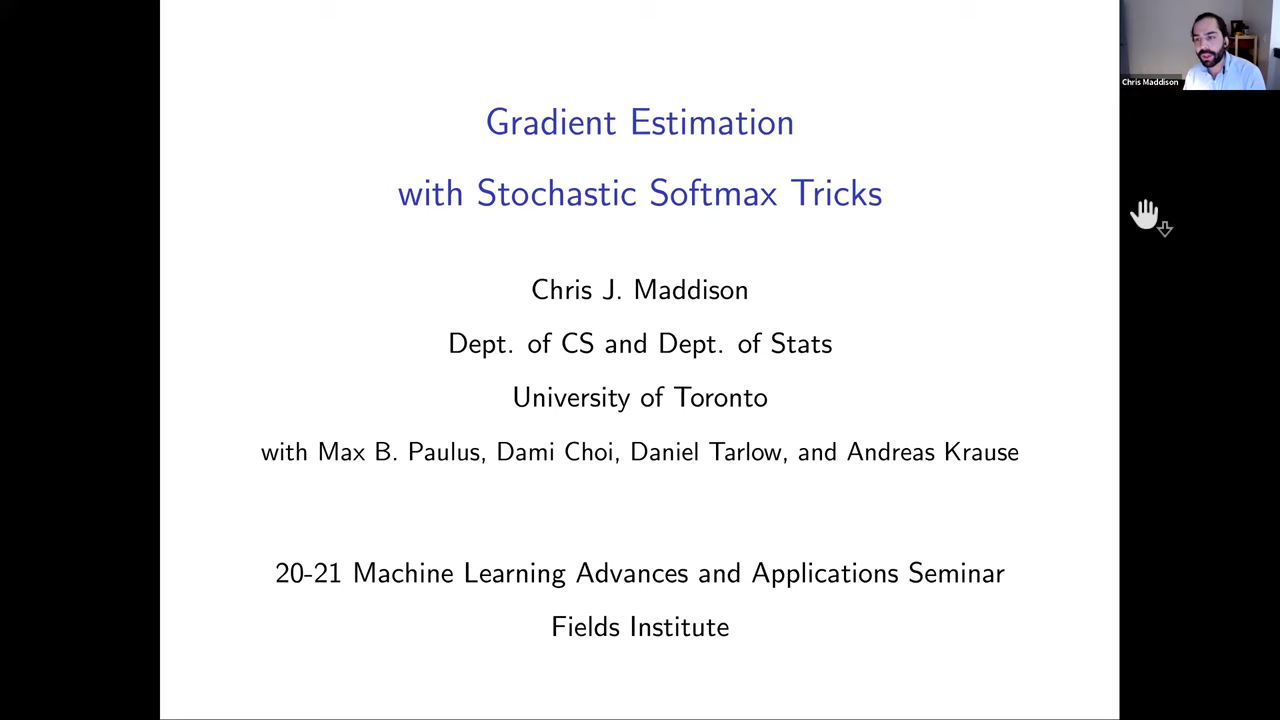 Gradient Estimation
with Stochastic Softmax Tricks
Chris J. Maddison
Dept. of CS and Dept. of Stats
University of Toronto
with Max B. Paulus, Dami Choi, Daniel Tarlow, and Andreas Krause
20-21 Machine Learning Advances and Applications Seminar
Fields Institute
Chris Maddison